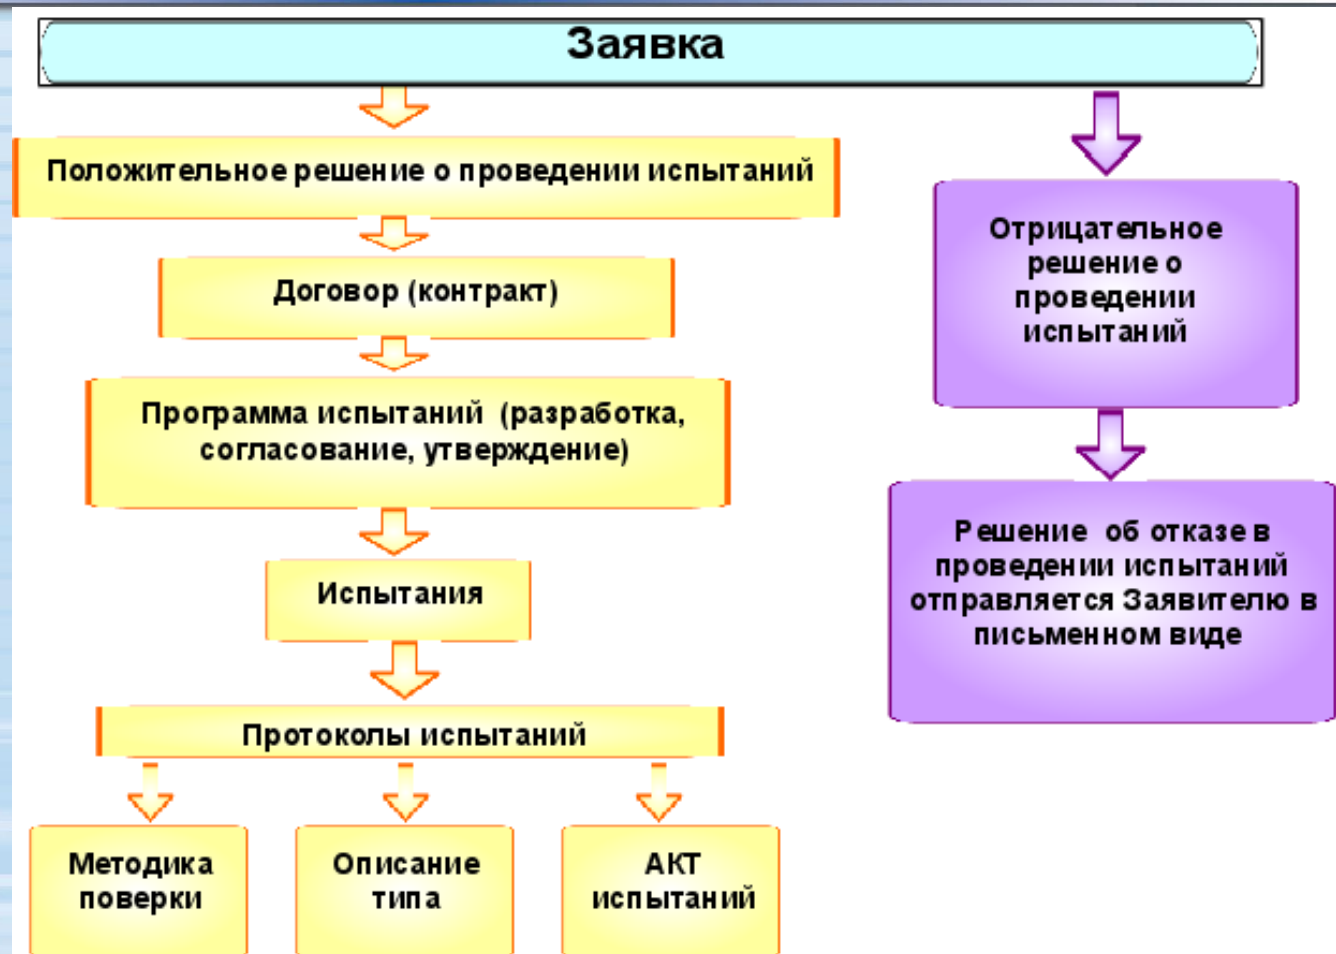 Заявка
Положительное решение о проведении испытаний
Договор (контракт)
Программа испытаний (разработка,
согласование, утверждение)
Испытания
Протоколы испытаний
Методика
поверки
Описание
типа
АКТ
испытаний
Отрицательное
решение о
проведении
испытаний
Решение об отказе в
проведении испытаний
отправляется Заявителю в
письменном виде